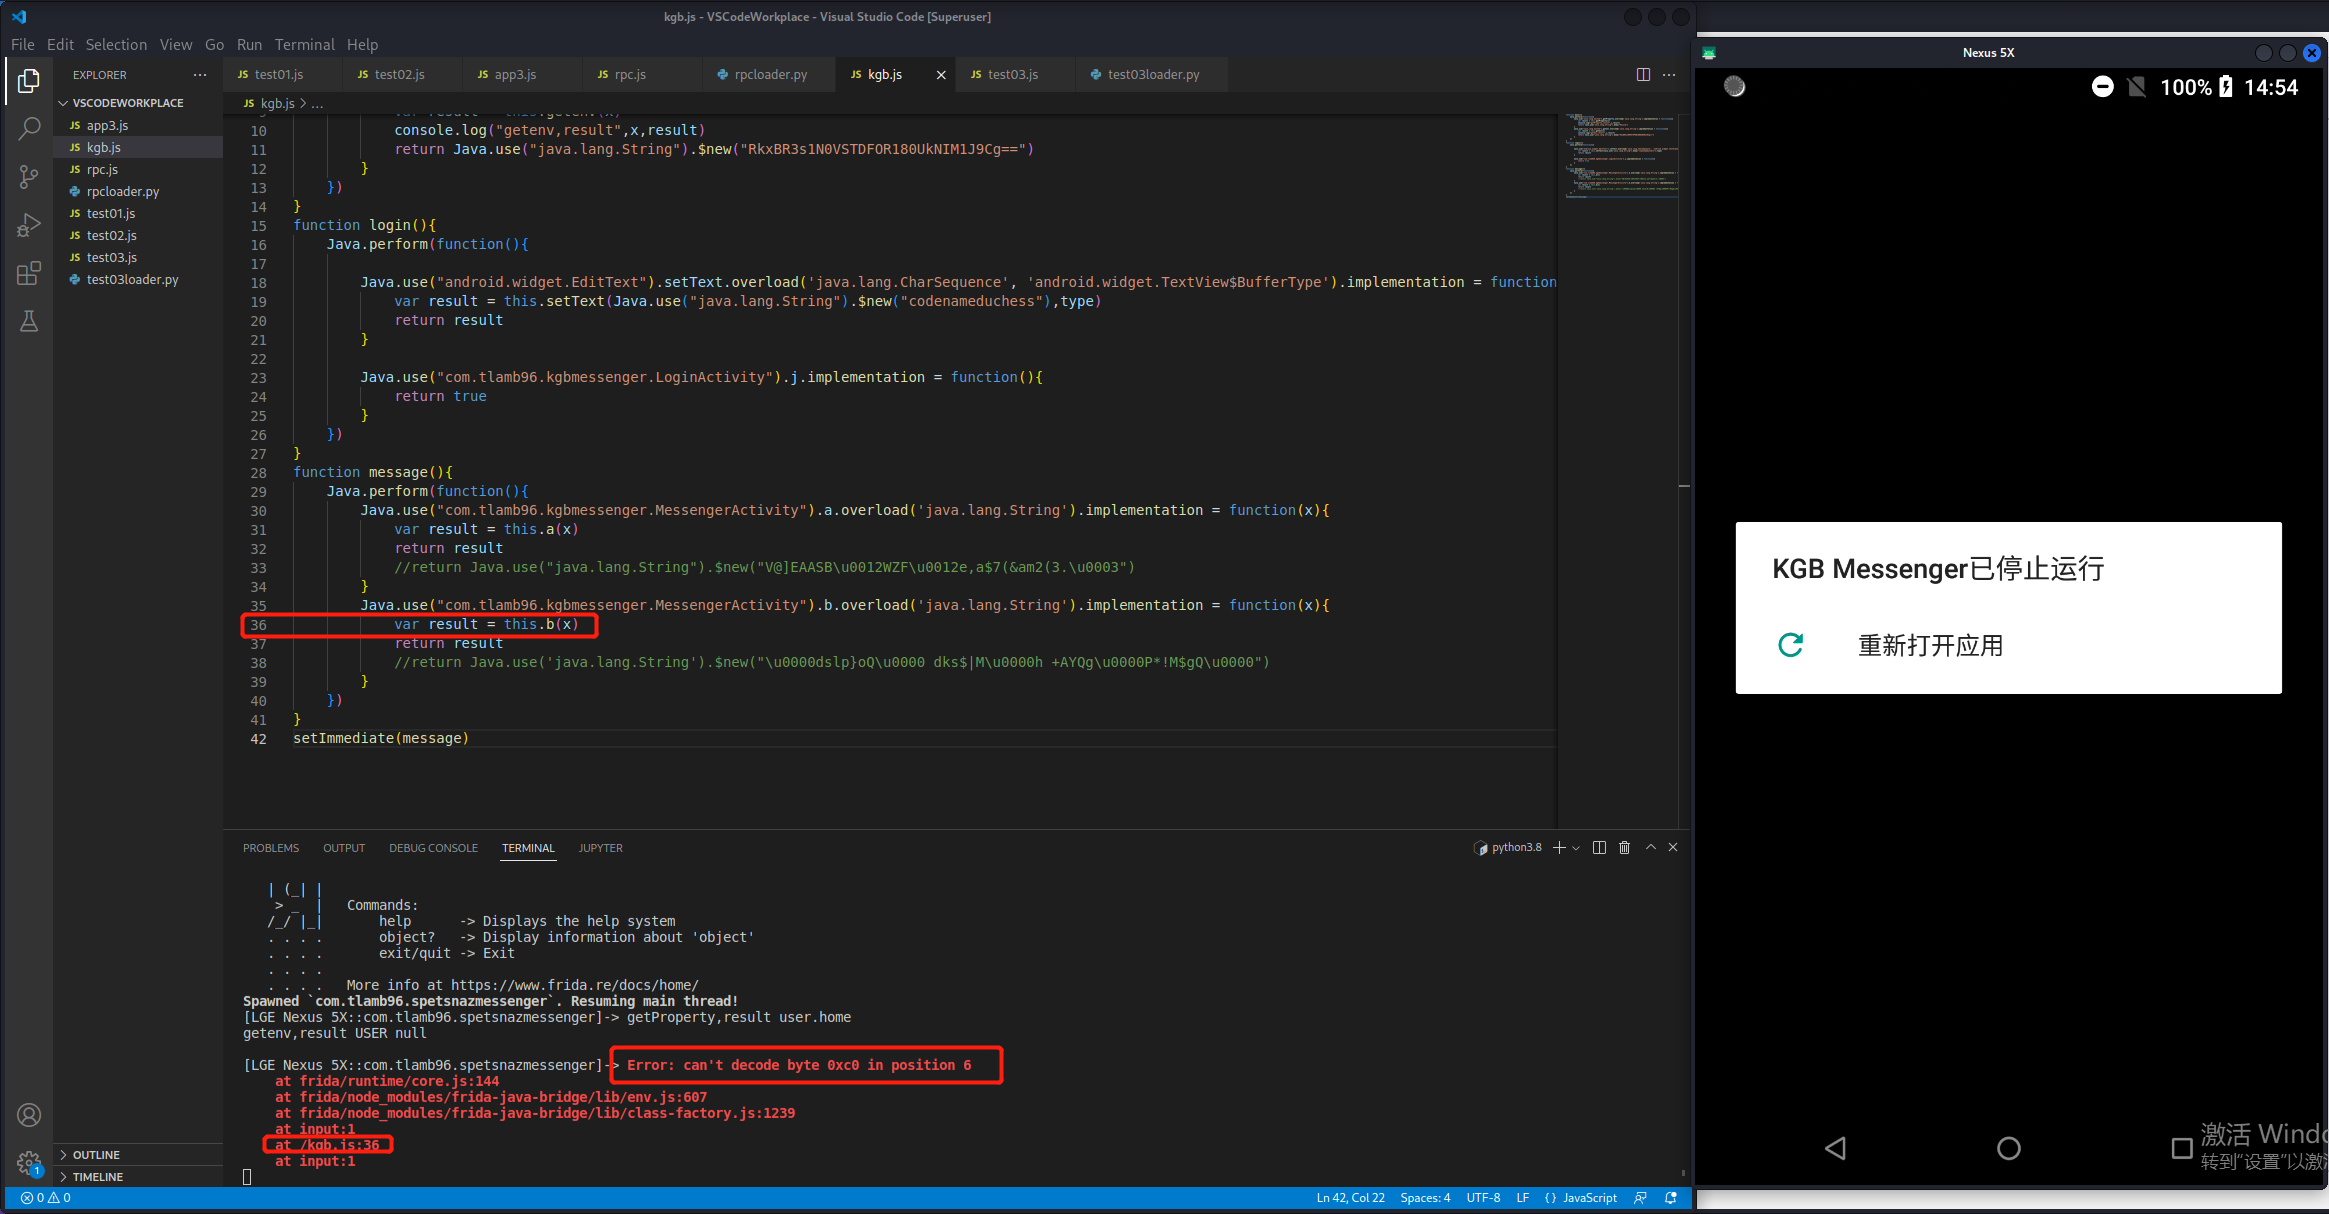 kgb.js - VSCodeWorkplace - Visual Studio Code [Superuser]
File Edit Selection View Go Run Terminal Help
EXPLORER
VSCODEWORKPLACE
JS app3.js
JS kgb.js
JS rpc.js
rpcloader.py
JS test01.js
JS test02.js
JS test03.js
test03loader.py
OUTLINE
TIMELINE
JS test01.js JS test02.js JS app3.js JS rpc.js rpcloader.py JS kgb.js JS test03.js test03loader.py
JS kgb.js > ...
10 console.log("getenv,result",x,result)
11 return Java.use("java.lang.String").$new("RkxBR3s1N0VSTDFOR180UkNIM1J9Cg==")
12 }
13 })
14 }
15 function login(){
16 Java.perform(function(){
17
18 Java.use("android.widget.EditText").setText.overload('java.lang.CharSequence', 'android.widget.TextView$BufferType').implementation = function
19 var result = this.setText(Java.use("java.lang.String").$new("codenameduchess"),type)
20 return result
21 }
22
23 Java.use("com.tlamb96.kgbmessenger.LoginActivity").j.implementation = function(){
24 return true
25 }
26 })
27 }
28 function message(){
29 Java.perform(function(){
30 Java.use("com.tlamb96.kgbmessenger.MessengerActivity").a.overload('java.lang.String').implementation = function(x){
31 var result = this.a(x)
32 return result
33 //return Java.use("java.lang.String").$new("V@]EAASB\u0012WZF\u0012e,a$7(&am2(3.\u0003")
34 }
35 Java.use("com.tlamb96.kgbmessenger.MessengerActivity").b.overload('java.lang.String').implementation = function(x){
36 var result = this.b(x)
37 return result
38 //return Java.use('java.lang.String').$new("\u0000dslp}oQ\u0000 dks$|M\u0000h +AYQg\u0000P*!M$gQ\u0000")
39 }
40 })
41 }
42 setImmediate(message)
PROBLEMS OUTPUT DEBUG CONSOLE TERMINAL JUPYTER
python3.8
| (_| |
> _ | Commands:
/_/ |_| help -> Displays the help system
. . . . object? -> Display information about 'object'
. . . . exit/quit -> Exit
. . . .
. . . . More info at https://www.frida.re/docs/home/
Spawned `com.tlamb96.spetsnazmessenger`. Resuming main thread!
[LGE Nexus 5X::com.tlamb96.spetsnazmessenger]-> getProperty,result user.home
getenv,result USER null
[LGE Nexus 5X::com.tlamb96.spetsnazmessenger]-> Error: can't decode byte 0xc0 in position 6
at frida/runtime/core.js:144
at frida/node_modules/frida-java-bridge/lib/env.js:607
at frida/node_modules/frida-java-bridge/lib/class-factory.js:1239
at input:1
at /kgb.js:36
at input:1
1
0 0
Ln 42, Col 22 Spaces: 4 UTF-8 LF {} JavaScript
Nexus 5X
100% 14:54
KGB Messenger已停止运行
重新打开应用
激活 Windo
转到"设置"以激